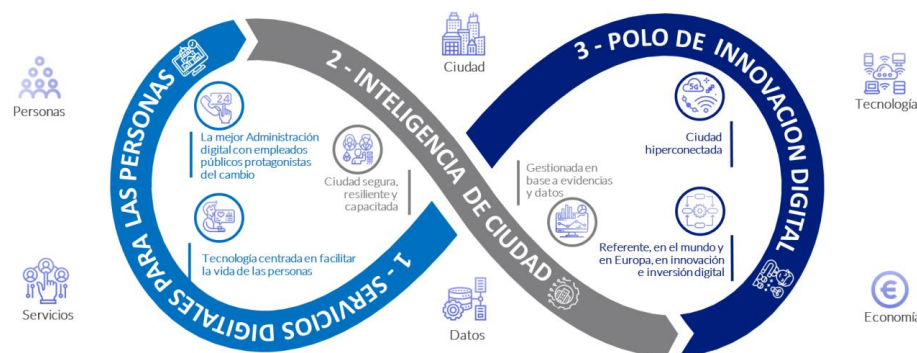 Personas
Servicios
1 - SERVICIOS DIGITALES PARA LAS PERSONAS
24
La mejor Administración
digital con empleados
públicos protagonistas
del cambio
Tecnología centrada en facilitar
la vida de las personas
2 - INTELIGENCIA DE CIUDAD
Ciudad segura,
resiliente y
capacitada
Gestionada en
base a evidencias
y datos
Ciudad
Datos
3 - POLO DE INNOVACION DIGITAL
5G
Ciudad
hiperconectada
Referente, en el mundo y
en Europa, en innovación
e inversión digital
Tecnología
€
Economía